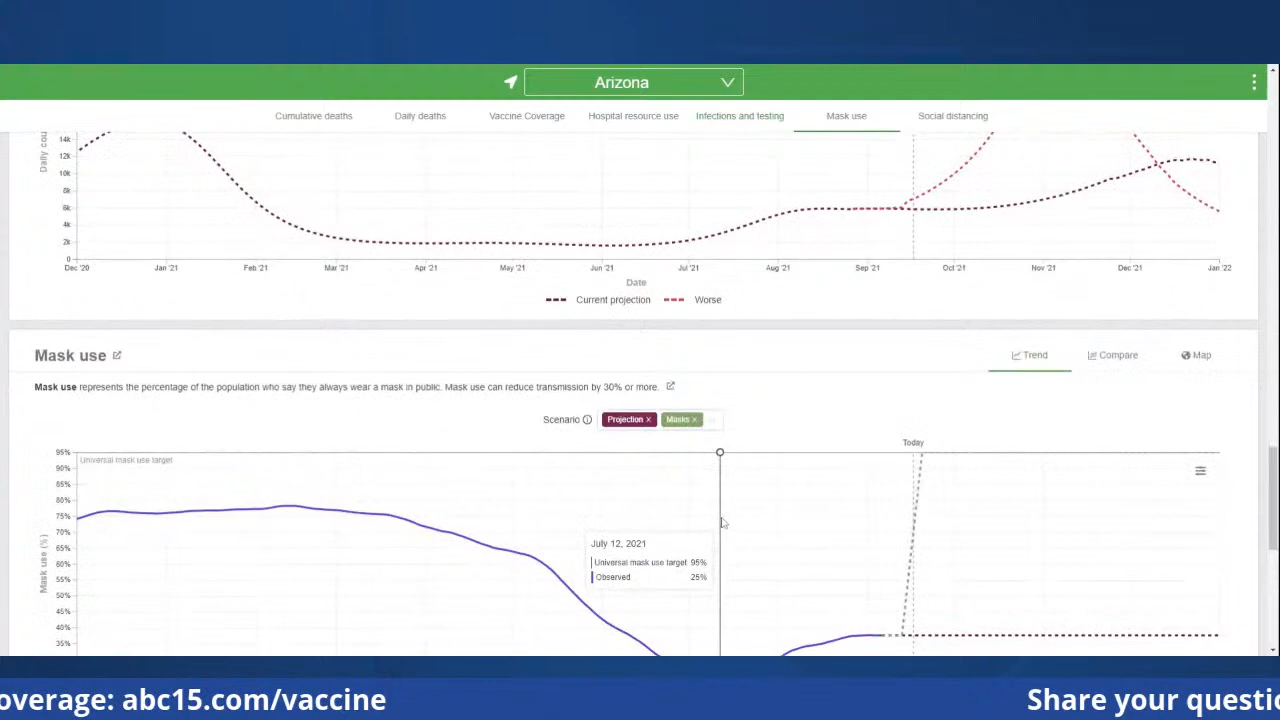 Arizona
Cumulative deaths
Daily deaths
Vaccine Coverage
Hospital resource use
Infections and testing
Mask use
Social distancing
Daily cou
14k
12k
10k
8k
6k
4k
2k
0
Dec '20
Jan '21
Feb '21
Mar '21
Apr '21
May '21
Jun '21
Jul '21
Aug '21
Sep '21
Oct '21
Nov '21
Dec '21
Jan '22
Date
Current projection
Worse
Mask use
Trend
Compare
Map
Mask use represents the percentage of the population who say they always wear a mask in public. Mask use can reduce transmission by 30% or more.
Scenario
Projection ×
Masks ×
Today
Universal mask use target
Mask use (%)
95%
90%
85%
80%
75%
70%
65%
60%
55%
50%
45%
40%
35%
July 12, 2021
Universal mask use target 95%
Observed 25%
overage: abc15.com/vaccine
Share your questio